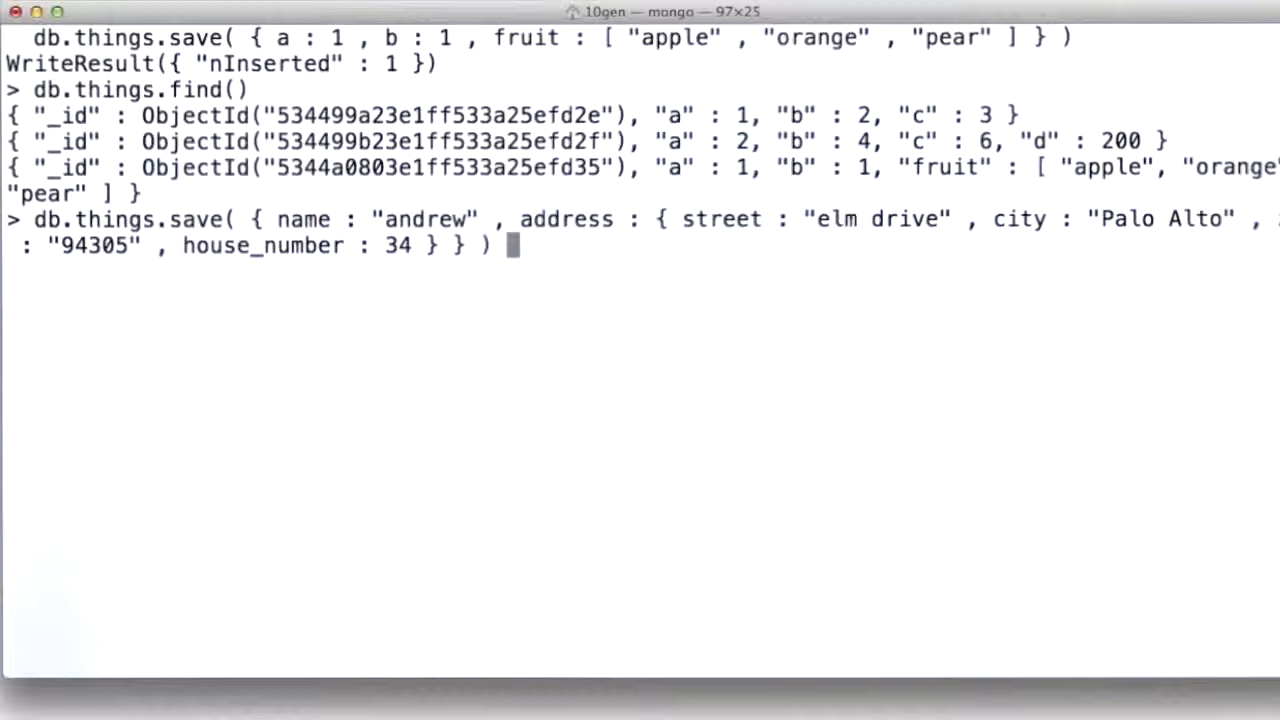 10gen — mongo — 97×25
db.things.save( { a : 1 , b : 1 , fruit : [ "apple" , "orange" , "pear" ] } )
WriteResult({ "nInserted" : 1 })
> db.things.find()
{ "_id" : ObjectId("534499a23e1ff533a25efd2e"), "a" : 1, "b" : 2, "c" : 3 }
{ "_id" : ObjectId("534499b23e1ff533a25efd2f"), "a" : 2, "b" : 4, "c" : 6, "d" : 200 }
{ "_id" : ObjectId("5344a0803e1ff533a25efd35"), "a" : 1, "b" : 1, "fruit" : [ "apple", "orange"
"pear" ] }
> db.things.save( { name : "andrew" , address : { street : "elm drive" , city : "Palo Alto" ,
: "94305" , house_number : 34 } } )